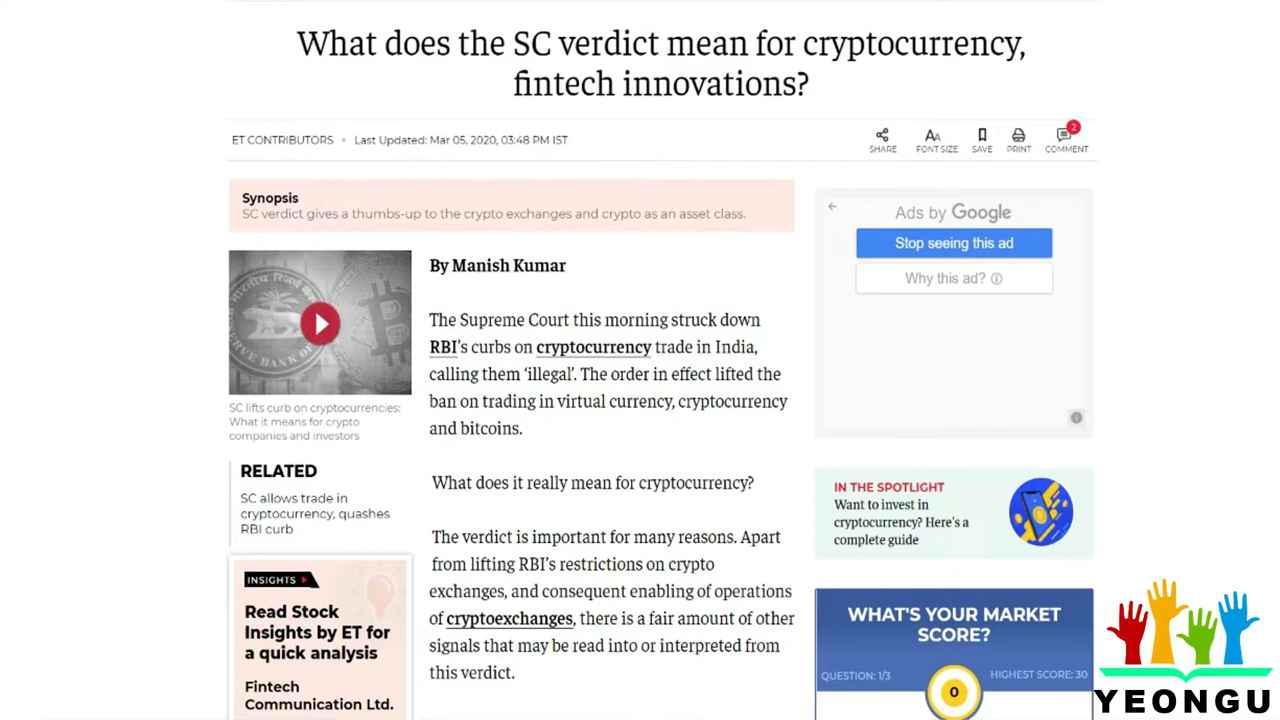 What does the SC verdict mean for cryptocurrency,
fintech innovations?
ET CONTRIBUTORS • Last Updated: Mar 05, 2020, 03:48 PM IST
SHARE
FONT SIZE
SAVE
PRINT
2
COMMENT
Synopsis
SC verdict gives a thumbs-up to the crypto exchanges and crypto as an asset class.
भारतीय रिज़र्व
RESERVE BANK OF
SC lifts curb on cryptocurrencies:
What it means for crypto
companies and investors
RELATED
SC allows trade in
cryptocurrency, quashes
RBI curb
INSIGHTS
Read Stock
Insights by ET for
a quick analysis
Fintech
Communication Ltd.
By Manish Kumar
The Supreme Court this morning struck down
RBI's curbs on cryptocurrency trade in India,
calling them ‘illegal’. The order in effect lifted the
ban on trading in virtual currency, cryptocurrency
and bitcoins.
What does it really mean for cryptocurrency?
The verdict is important for many reasons. Apart
from lifting RBI's restrictions on crypto
exchanges, and consequent enabling of operations
of cryptoexchanges, there is a fair amount of other
signals that may be read into or interpreted from
this verdict.
Ads by Google
Stop seeing this ad
Why this ad?
IN THE SPOTLIGHT
Want to invest in
cryptocurrency? Here's a
complete guide
WHAT'S YOUR MARKET
SCORE?
QUESTION: 1/3
HIGHEST SCORE: 30
0
YEONGU